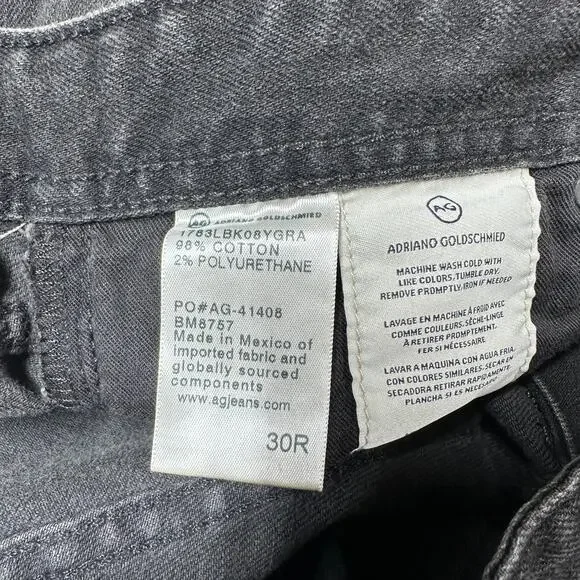 AG ADRIANO GOLDSCHMIED
1783LBK08YGRA
98% COTTON
2% POLYURETHANE
PO#AG-41408
BM8757
Made in Mexico of
imported fabric and
globally sourced
components
www.agjeans.com
30R
AG
ADRIANO GOLDSCHMIED
MACHINE WASH COLD WITH
LIKE COLORS, TUMBLE DRY,
REMOVE PROMPTLY, IRON IF NEEDED
LAVAGE EN MACHINE À FROID AVEC
COMME COULEURS, SÈCHE-LINGE
À RETIRER PROMPTEMENT.
FER SI NÉCESSAIRE
LAVAR A MAQUINA CON AGUA FRIA,
CON COLORES SIMILARES. SECAR EN
SECADORA RETIRAR RAPIDAMENTE
PLANCHA SI ES NECESARIO